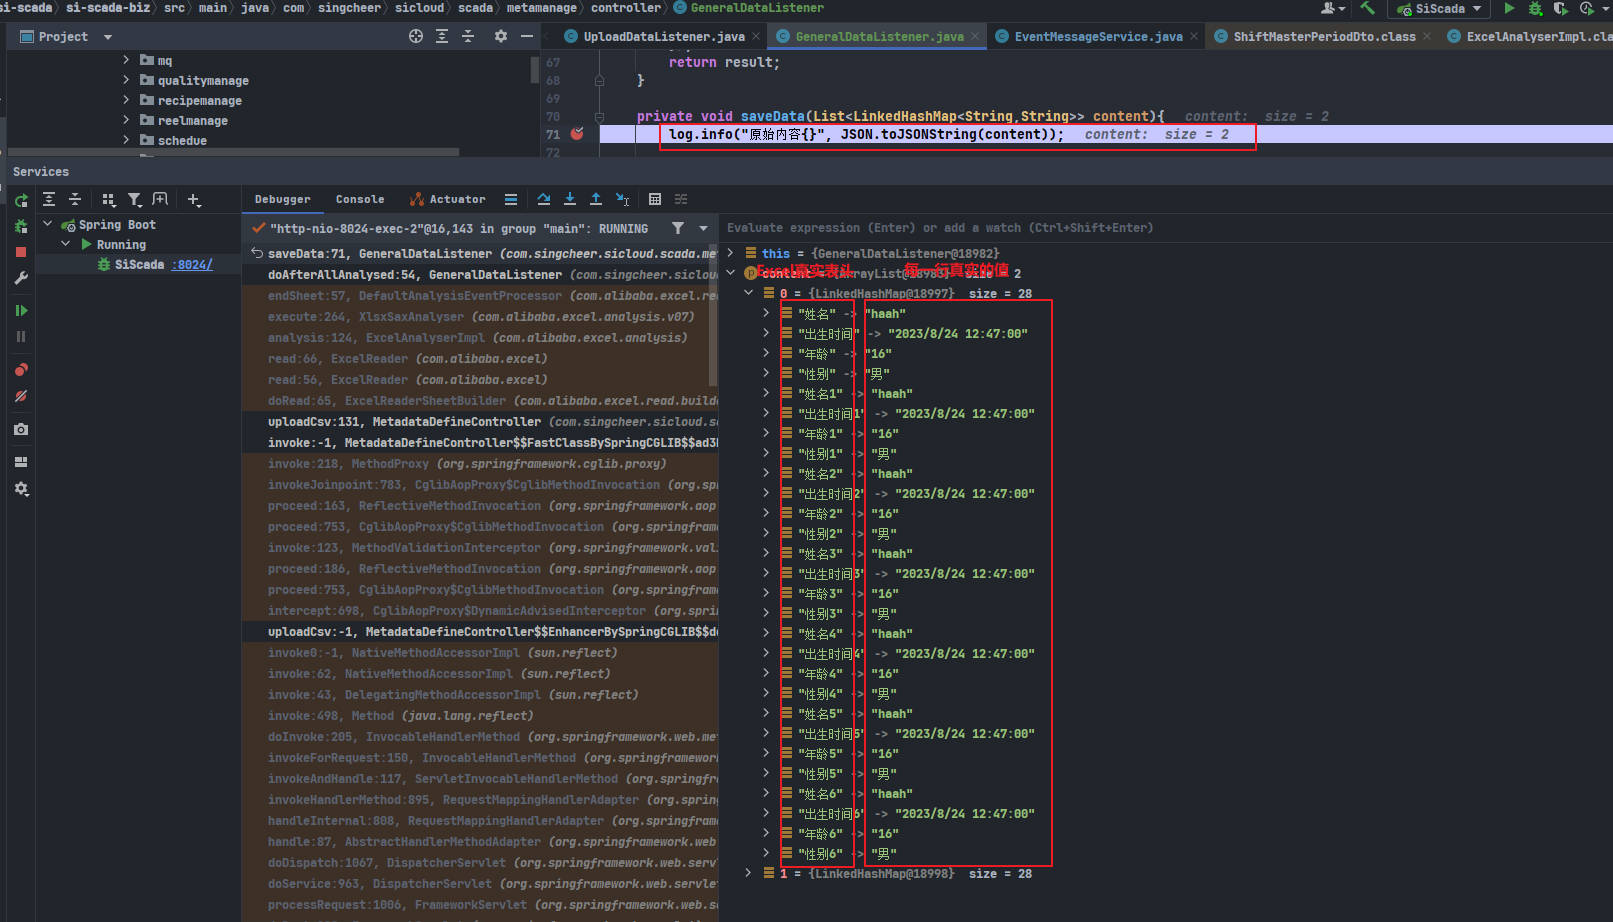 si-scada si-scada-biz src main java com singcheer sicloud scada metamanage controller GeneralDataListener SiScada
Project UploadDataListener.java GeneralDataListener.java EventMessageService.java ShiftMasterPeriodDto.class ExcelAnalyserImpl.cla
mq
qualitymanage
recipemanage
reelmanage
schedue
67 return result;
68 }
69
70 private void saveData(List<LinkedHashMap<String,String>> content){ content: size = 2
71 log.info("原始内容{}", JSON.toJSONString(content)); content: size = 2
72
Services
Debugger Console Actuator
Spring Boot
Running
SiScada :8024/
"http-nio-8024-exec-2"@16,143 in group "main": RUNNING
saveData:71, GeneralDataListener (com.singcheer.sicloud.scada.me
doAfterAllAnalysed:54, GeneralDataListener (com.singcheer.siclou
endSheet:57, DefaultAnalysisEventProcessor (com.alibaba.excel.re
execute:264, XlsxSaxAnalyser (com.alibaba.excel.analysis.v07)
analysis:124, ExcelAnalyserImpl (com.alibaba.excel.analysis)
read:66, ExcelReader (com.alibaba.excel)
read:56, ExcelReader (com.alibaba.excel)
doRead:65, ExcelReaderSheetBuilder (com.alibaba.excel.read.build
uploadCsv:131, MetadataDefineController (com.singcheer.sicloud.s
invoke:-1, MetadataDefineController$$FastClassBySpringCGLIB$$ad3
invoke:218, MethodProxy (org.springframework.cglib.proxy)
invokeJoinpoint:783, CglibAopProxy$CglibMethodInvocation (org.sp
proceed:163, ReflectiveMethodInvocation (org.springframework.aop
proceed:753, CglibAopProxy$CglibMethodInvocation (org.springfram
invoke:123, MethodValidationInterceptor (org.springframework.val
proceed:186, ReflectiveMethodInvocation (org.springframework.aop
proceed:753, CglibAopProxy$CglibMethodInvocation (org.springfram
intercept:698, CglibAopProxy$DynamicAdvisedInterceptor (org.spri
uploadCsv:-1, MetadataDefineController$$EnhancerBySpringCGLIB$$d
invoke0:-1, NativeMethodAccessorImpl (sun.reflect)
invoke:62, NativeMethodAccessorImpl (sun.reflect)
invoke:43, DelegatingMethodAccessorImpl (sun.reflect)
invoke:498, Method (java.lang.reflect)
doInvoke:205, InvocableHandlerMethod (org.springframework.web.me
invokeForRequest:150, InvocableHandlerMethod (org.springframework
invokeAndHandle:117, ServletInvocableHandlerMethod (org.springfr
invokeHandlerMethod:895, RequestMappingHandlerAdapter (org.sprin
handleInternal:808, RequestMappingHandlerAdapter (org.springfram
handle:87, AbstractHandlerMethodAdapter (org.springframework.web
doDispatch:1067, DispatcherServlet (org.springframework.web.serv
doService:963, DispatcherServlet (org.springframework.web.servle
processRequest:1006, FrameworkServlet (org.springframework.web.s
Evaluate expression (Enter) or add a watch (Ctrl+Shift+Enter)
this = {GeneralDataListener@18982}
content = {ArrayList@18983} size = 2
Excel真实表头 每一行真实的值
0 = {LinkedHashMap@18997} size = 28
"姓名" -> "haah"
"出生时间" -> "2023/8/24 12:47:00"
"年龄" -> "16"
"性别" -> "男"
"姓名1" -> "haah"
"出生时间1" -> "2023/8/24 12:47:00"
"年龄1" -> "16"
"性别1" -> "男"
"姓名2" -> "haah"
"出生时间2" -> "2023/8/24 12:47:00"
"年龄2" -> "16"
"性别2" -> "男"
"姓名3" -> "haah"
"出生时间3" -> "2023/8/24 12:47:00"
"年龄3" -> "16"
"性别3" -> "男"
"姓名4" -> "haah"
"出生时间4" -> "2023/8/24 12:47:00"
"年龄4" -> "16"
"性别4" -> "男"
"姓名5" -> "haah"
"出生时间5" -> "2023/8/24 12:47:00"
"年龄5" -> "16"
"性别5" -> "男"
"姓名6" -> "haah"
"出生时间6" -> "2023/8/24 12:47:00"
"年龄6" -> "16"
"性别6" -> "男"
1 = {LinkedHashMap@18998} size = 28